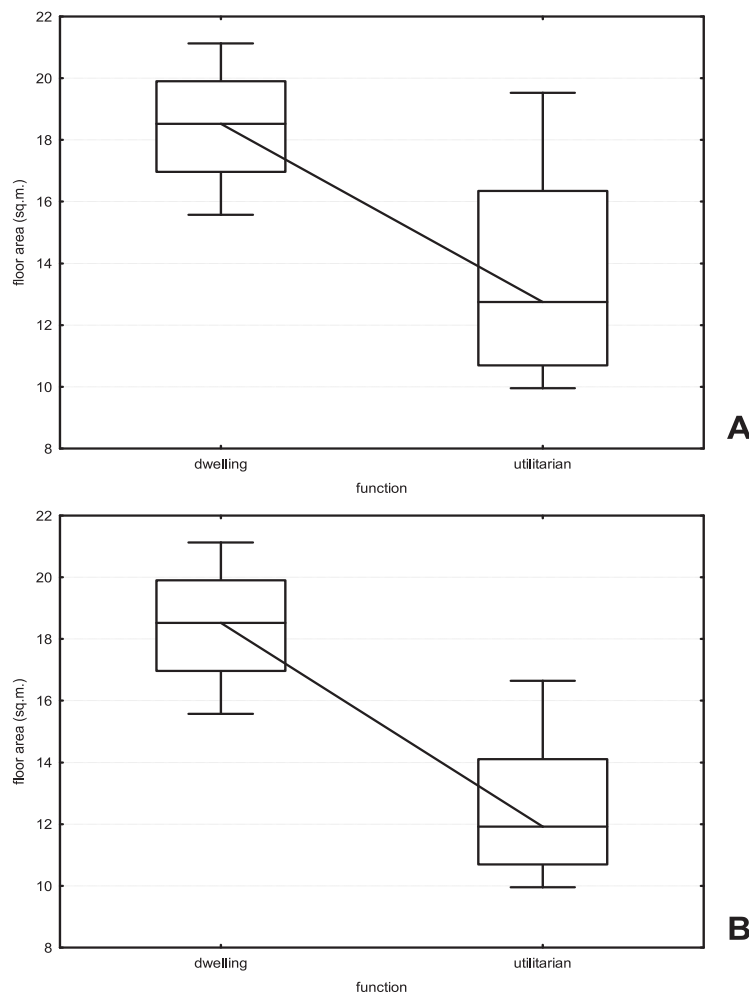 22
20
18
16
14
12
10
8
floor area (sq.m.)
dwelling
utilitarian
function
A
22
20
18
16
14
12
10
8
floor area (sq.m.)
dwelling
utilitarian
function
B